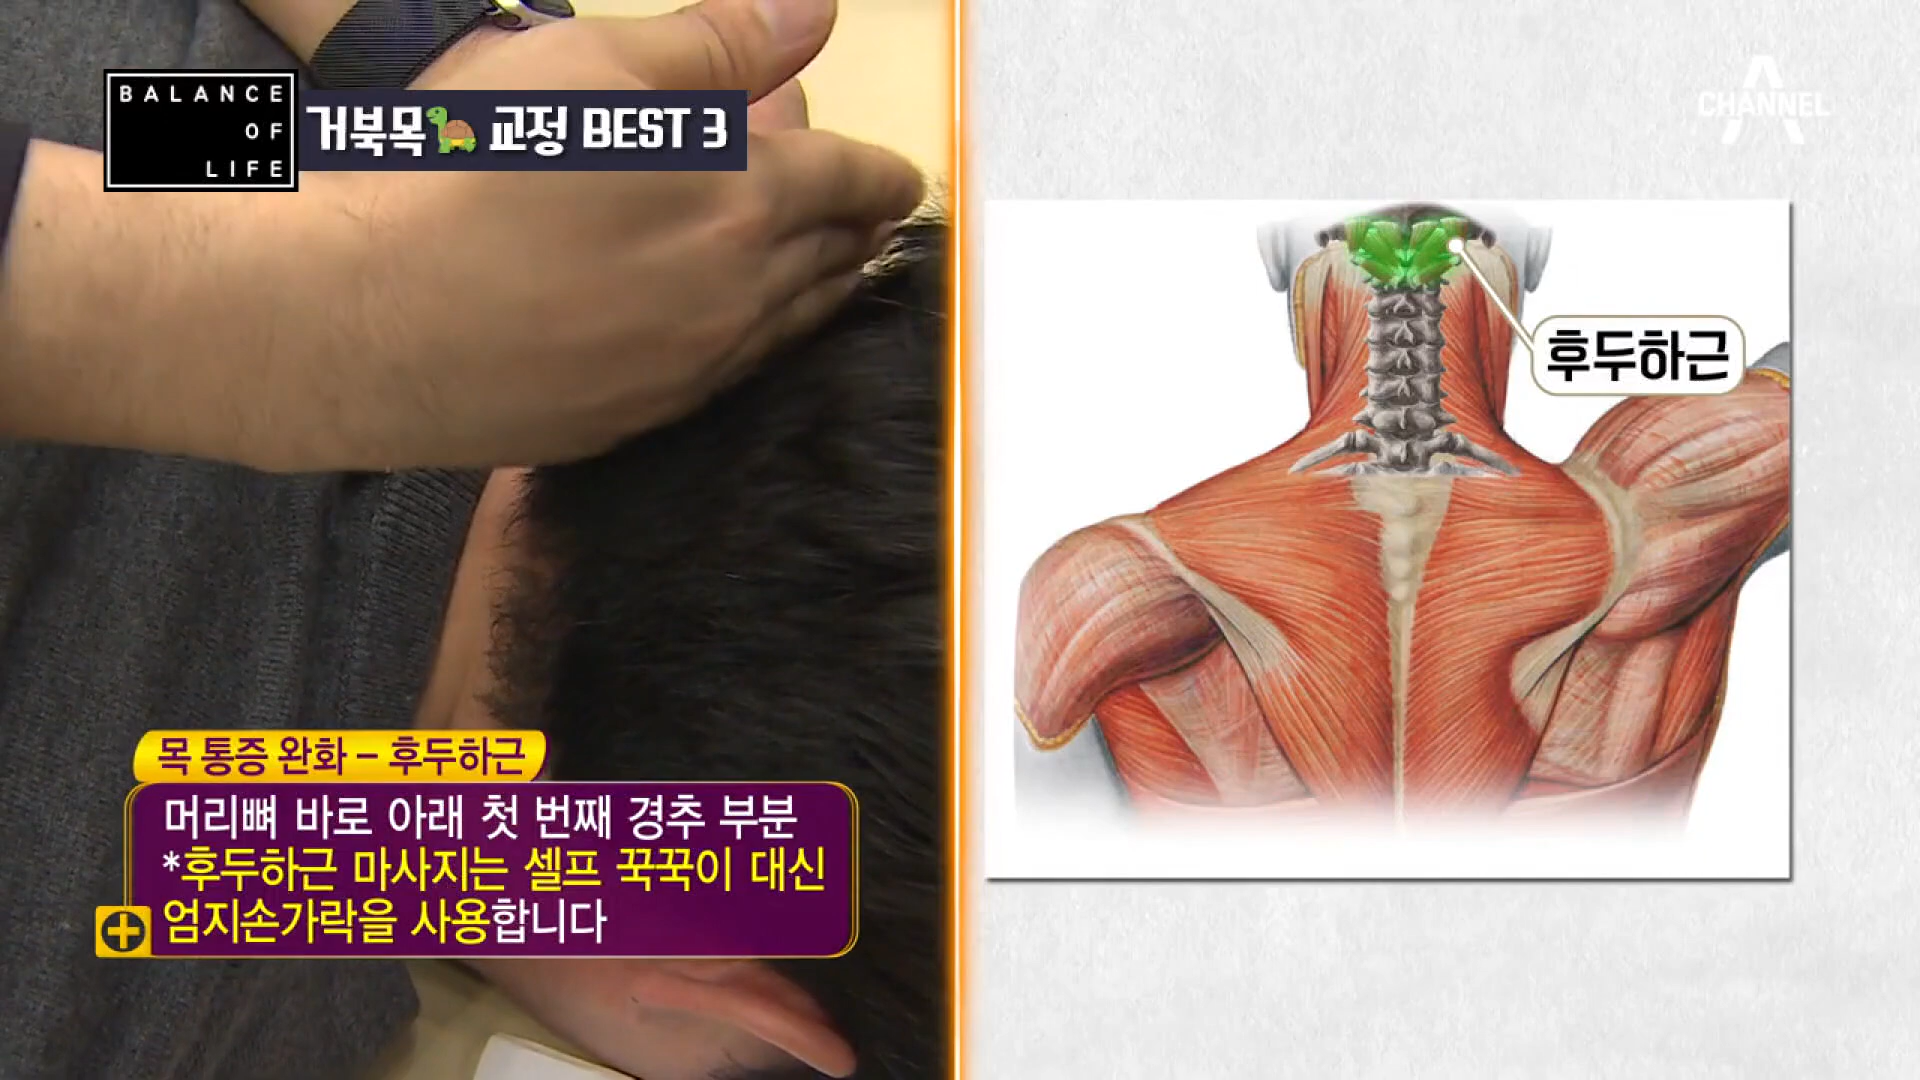 BALANCE
OF
LIFE
거북목 교정 BEST 3
CHANNEL A
후두하근
목 통증 완화 - 후두하근
머리뼈 바로 아래 첫 번째 경추 부분
*후두하근 마사지는 셀프 꾹꾹이 대신
엄지손가락을 사용합니다